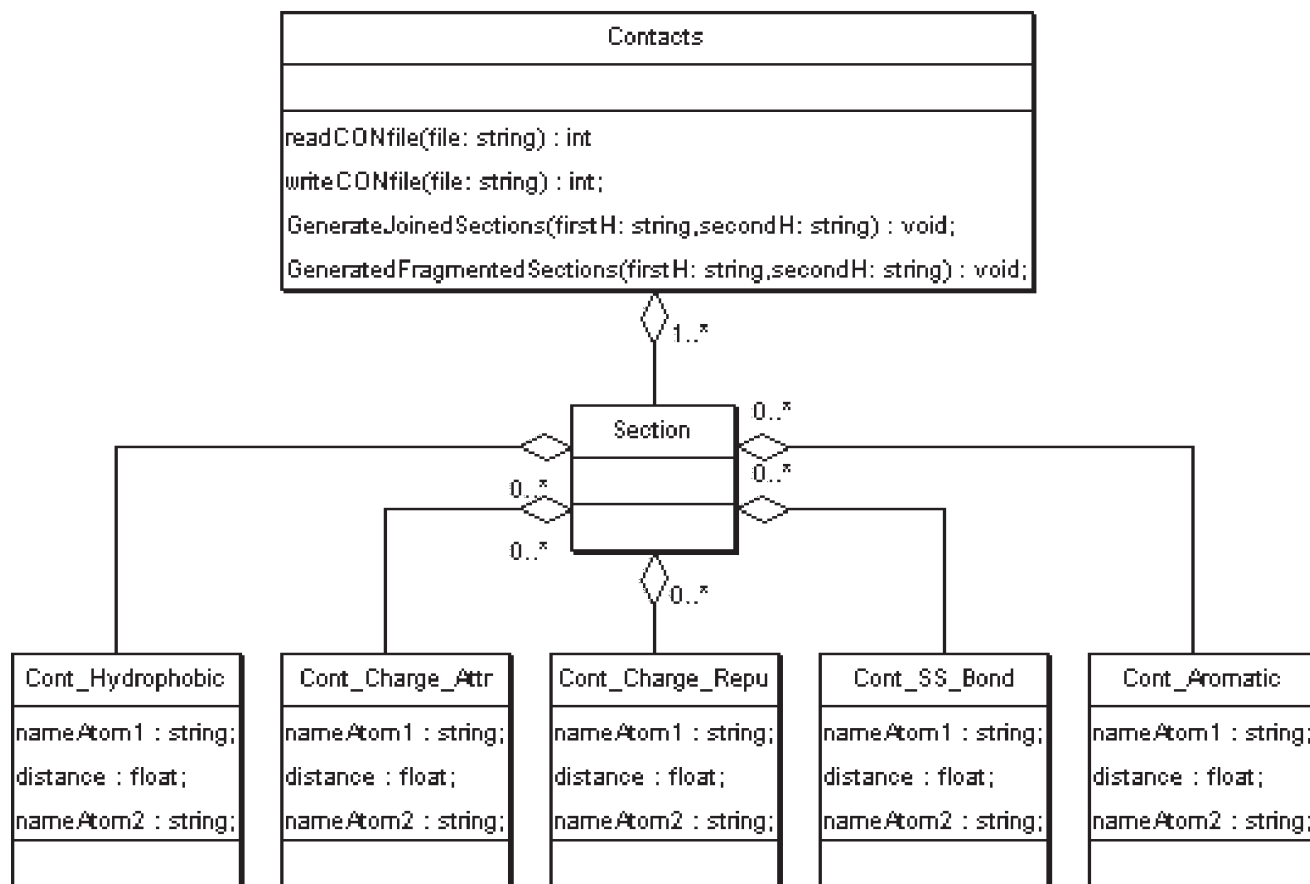 Contacts
readCONfile(file: string) : int
writeCONfile(file: string) : int;
GenerateJoinedSections(firstH: string,secondH: string) : void;
GeneratedFragmentedSections(firstH: string,secondH: string) : void;
1..*
Section
0..*
0..*
0..*
0..*
0..*
Cont_Hydrophobic
nameAtom1 : string;
distance : float;
nameAtom2 : string;
Cont_Charge_Attr
nameAtom1 : string;
distance : float;
nameAtom2 : string;
Cont_Charge_Repu
nameAtom1 : string;
distance : float;
nameAtom2 : string;
Cont_SS_Bond
nameAtom1 : string;
distance : float;
nameAtom2 : string;
Cont_Aromatic
nameAtom1 : string;
distance : float;
nameAtom2 : string;